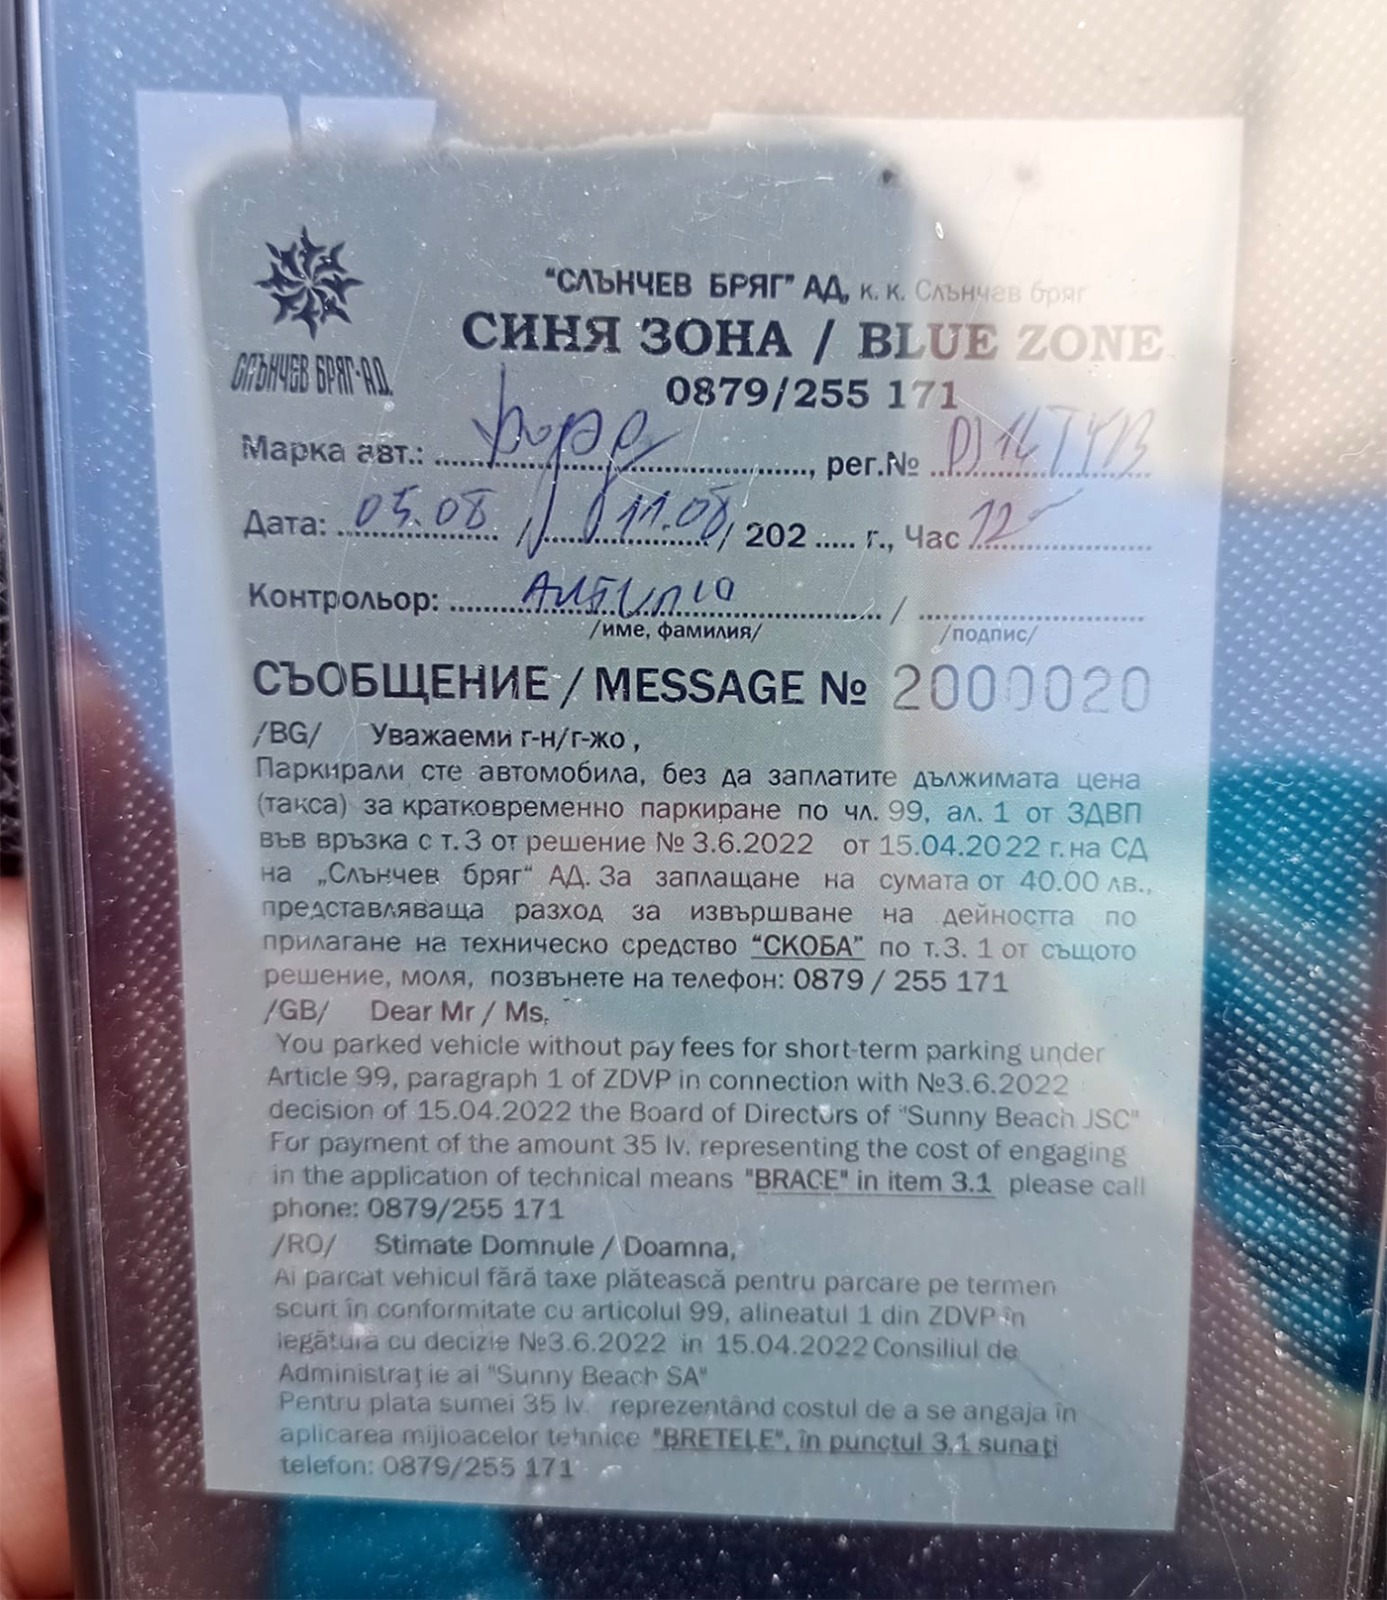 СЛЪНЧЕВ БРЯГ-АД
"СЛЪНЧЕВ БРЯГ" АД, к. к. Слънчев бряг
СИНЯ ЗОНА / BLUE ZONE
0879/255 171
Марка авт.: ..... форд ....., рег.№
Дата: 05.08 / 11.08 / 202 ..... г., Час 12
Контрольор: ..... / .....
/име, фамилия/ /подпис/
СЪОБЩЕНИЕ / MESSAGE № 2000020
/BG/ Уважаеми г-н/г-жо ,
Паркирали сте автомобила, без да заплатите дължимата цена
(такса) за кратковременно паркиране по чл. 99, ал. 1 от ЗДВП
във връзка с т. 3 от решение № 3.6.2022 от 15.04.2022 г. на СД
на „Слънчев бряг“ АД. За заплащане на сумата от 40.00 лв.,
представляваща разход за извършване на дейността по
прилагане на техническо средство "СКОБА" по т.3. 1 от същото
решение, моля, позвънете на телефон: 0879 / 255 171
/GB/ Dear Mr / Ms,
You parked vehicle without pay fees for short-term parking under
Article 99, paragraph 1 of ZDVP in connection with №3.6.2022
decision of 15.04.2022 the Board of Directors of "Sunny Beach JSC"
For payment of the amount 35 lv. representing the cost of engaging
in the application of technical means "BRACE" in item 3.1 please call
phone: 0879/255 171
/RO/ Stimate Domnule / Doamna,
Ai parcat vehicul fără taxe plătească pentru parcare pe termen
scurt în conformitate cu articolul 99, alineatul 1 din ZDVP în
legătură cu decizie №3.6.2022 in 15.04.2022 Consiliul de
Administrație al "Sunny Beach SA"
Pentru plata sumei 35 lv. reprezentând costul de a se angaja în
aplicarea mijioacelor tehnice "BRETELE", în punctul 3.1 sunați
telefon: 0879/255 171